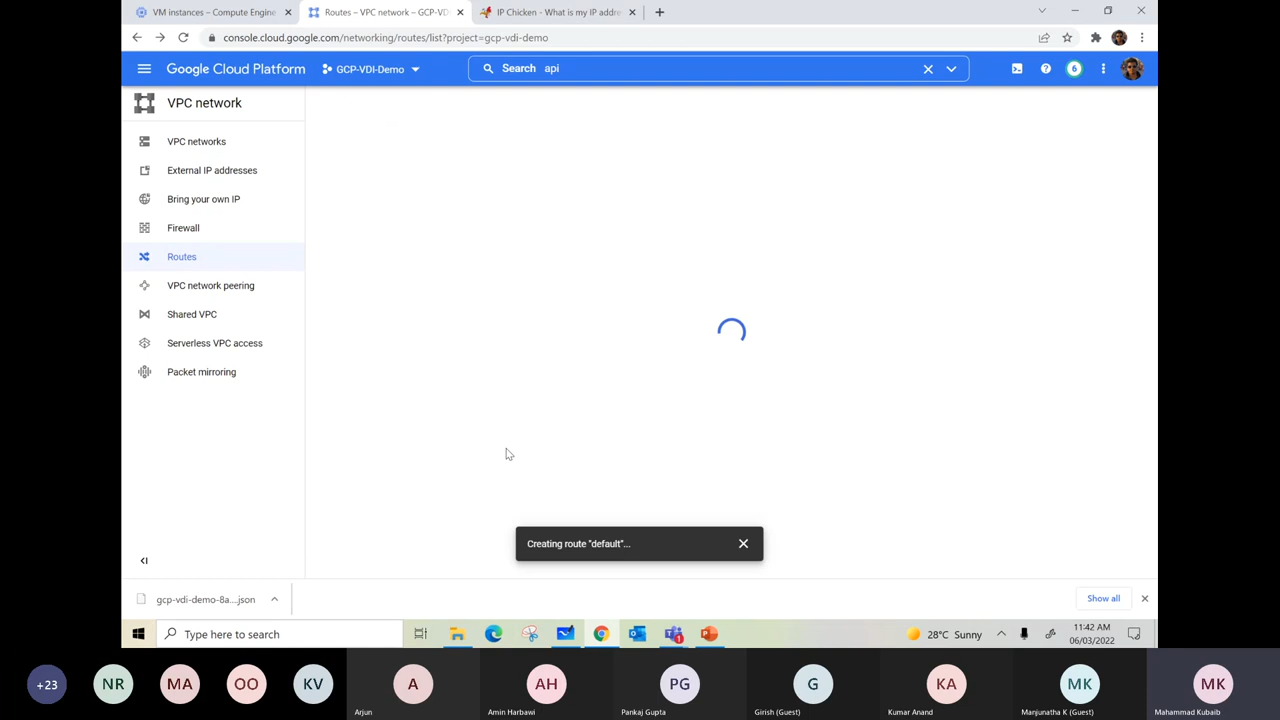 VM instances – Compute Engine
Routes – VPC network – GCP-VD
IP Chicken - What is my IP addre
console.cloud.google.com/networking/routes/list?project=gcp-vdi-demo
Google Cloud Platform
GCP-VDI-Demo
Search api
6
VPC network
VPC networks
External IP addresses
Bring your own IP
Firewall
Routes
VPC network peering
Shared VPC
Serverless VPC access
Packet mirroring
Creating route "default"...
gcp-vdi-demo-8a....json
Show all
Type here to search
1
28°C Sunny
11:42 AM
06/03/2022
+23
NR
MA
OO
KV
A
Arjun
AH
Amin Harbawi
PG
Pankaj Gupta
G
Girish (Guest)
KA
Kumar Anand
MK
Manjunatha K (Guest)
MK
Mahammad Kubaib